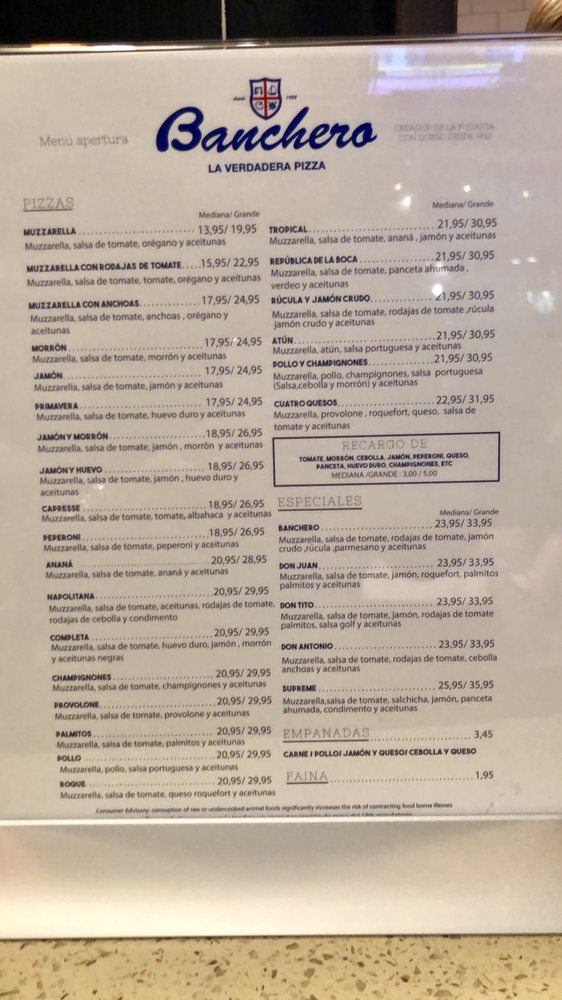 desde 1932
Menú apertura
Banchero
CREADOR DE LA FUGAZZA
CON QUESO DESDE 1932
LA VERDADERA PIZZA
PIZZAS
Mediana/ Grande
MUZZARELLA 13,95/ 19,95
Muzzarella, salsa de tomate, orégano y aceitunas
MUZZARELLA CON RODAJAS DE TOMATE 15,95/ 22,95
Muzzarella, salsa de tomate, tomate, orégano y aceitunas
MUZZARELLA CON ANCHOAS 17,95/ 24,95
Muzzarella, salsa de tomate, anchoas , orégano y
aceitunas
MORRÓN 17,95/ 24,95
Muzzarella, salsa de tomate, morrón y aceitunas
JAMÓN 17,95/ 24,95
Muzzarella, salsa de tomate, jamón y aceitunas
PRIMAVERA 17,95/ 24,95
Muzzarella, salsa de tomate, huevo duro y aceitunas
JAMÓN Y MORRÓN 18,95/ 26,95
Muzzarella, salsa de tomate, jamón , morrón y aceitunas
JAMÓN Y HUEVO 18,95/ 26,95
Muzzarella, salsa de tomate, jamón , huevo duro y
aceitunas
CAPRESSE 18,95/ 26,95
Muzzarella, salsa de tomate, tomate, albahaca y aceitunas
PEPERONI 18,95/ 26,95
Muzzarella, salsa de tomate, peperoni y aceitunas
ANANÁ 20,95/ 28,95
Muzzarella, salsa de tomate, ananá y aceitunas
NAPOLITANA 20,95/ 29,95
Muzzarella, salsa de tomate, aceitunas, rodajas de tomate,
rodajas de cebolla y condimento
COMPLETA 20,95/ 29,95
Muzzarella, salsa de tomate, huevo duro, jamón , morrón
y aceitunas negras
CHAMPIGNONES 20,95/ 29,95
Muzzarella, salsa de tomate, champignones y aceitunas
PROVOLONE 20,95/ 29,95
Muzzarella, salsa de tomate, provolone y aceitunas
PALMITOS 20,95/ 29,95
Muzzarella, salsa de tomate, palmitos y aceitunas
POLLO 20,95/ 29,95
Muzzarella, pollo, salsa portuguesa y aceitunas
ROQUE 20,95/ 29,95
Muzzarella, salsa de tomate, queso roquefort y aceitunas
Mediana/ Grande
TROPICAL 21,95/ 30,95
Muzzarella, salsa de tomate, ananá , jamón y aceitunas
REPÚBLICA DE LA BOCA 21,95/ 30,95
Muzzarella, salsa de tomate, panceta ahumada ,
verdeo y aceitunas
RÚCULA Y JAMÓN CRUDO 21,95/ 30,95
Muzzarella, salsa de tomate, rodajas de tomate ,rúcula
jamón crudo y aceitunas
ATÚN 21,95/ 30,95
Muzzarella, atún, salsa portuguesa y aceitunas
POLLO Y CHAMPIGNONES 21,95/ 30,95
Muzzarella, pollo, champignones, salsa portuguesa
(Salsa,cebolla y morrón) y aceitunas
CUATRO QUESOS 22,95/ 31,95
Muzzarella, provolone , roquefort, queso, salsa de
tomate y aceitunas
RECARGO DE
TOMATE, MORRÓN, CEBOLLA, JAMÓN, PEPERONI, QUESO,
PANCETA, HUEVO DURO, CHAMPIGNONES, ETC
MEDIANA /GRANDE : 3,00 / 5,00
ESPECIALES
Mediana/ Grande
BANCHERO 23,95/ 33,95
Muzzarella, salsa de tomate, rodajas de tomate, jamón
crudo ,rúcula ,parmesano y aceitunas
DON JUAN 23,95/ 33,95
Muzzarella, salsa de tomate, jamón, roquefort, palmitos
palmitos y aceitunas
DON TITO 23,95/ 33,95
Muzzarella, salsa de tomate, jamón, rodajas de tomate
palmitos, salsa golf y aceitunas
DON ANTONIO 23,95/ 33,95
Muzzarella, salsa de tomate, rodajas de tomate, cebolla
anchoas y aceitunas
SUPREME 25,95/ 35,95
Muzzarella,salsa de tomate, salchicha, jamón, panceta
ahumada, condimento y aceitunas
EMPANADAS 3,45
CARNE / POLLO/ JAMÓN Y QUESO/ CEBOLLA Y QUESO
FAINA 1,95
Consumer Advisory: consuption of raw or undercooked animal foods significantly increases the risk of contracting food borne illesses